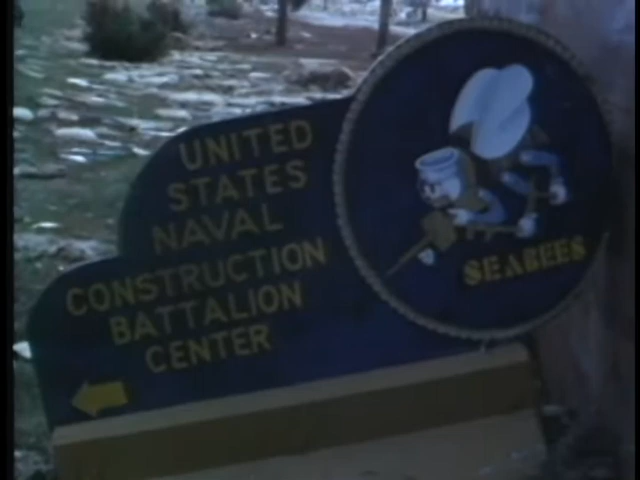 UNITED
STATES
NAVAL
CONSTRUCTION
BATTALION
CENTER
SEABEES